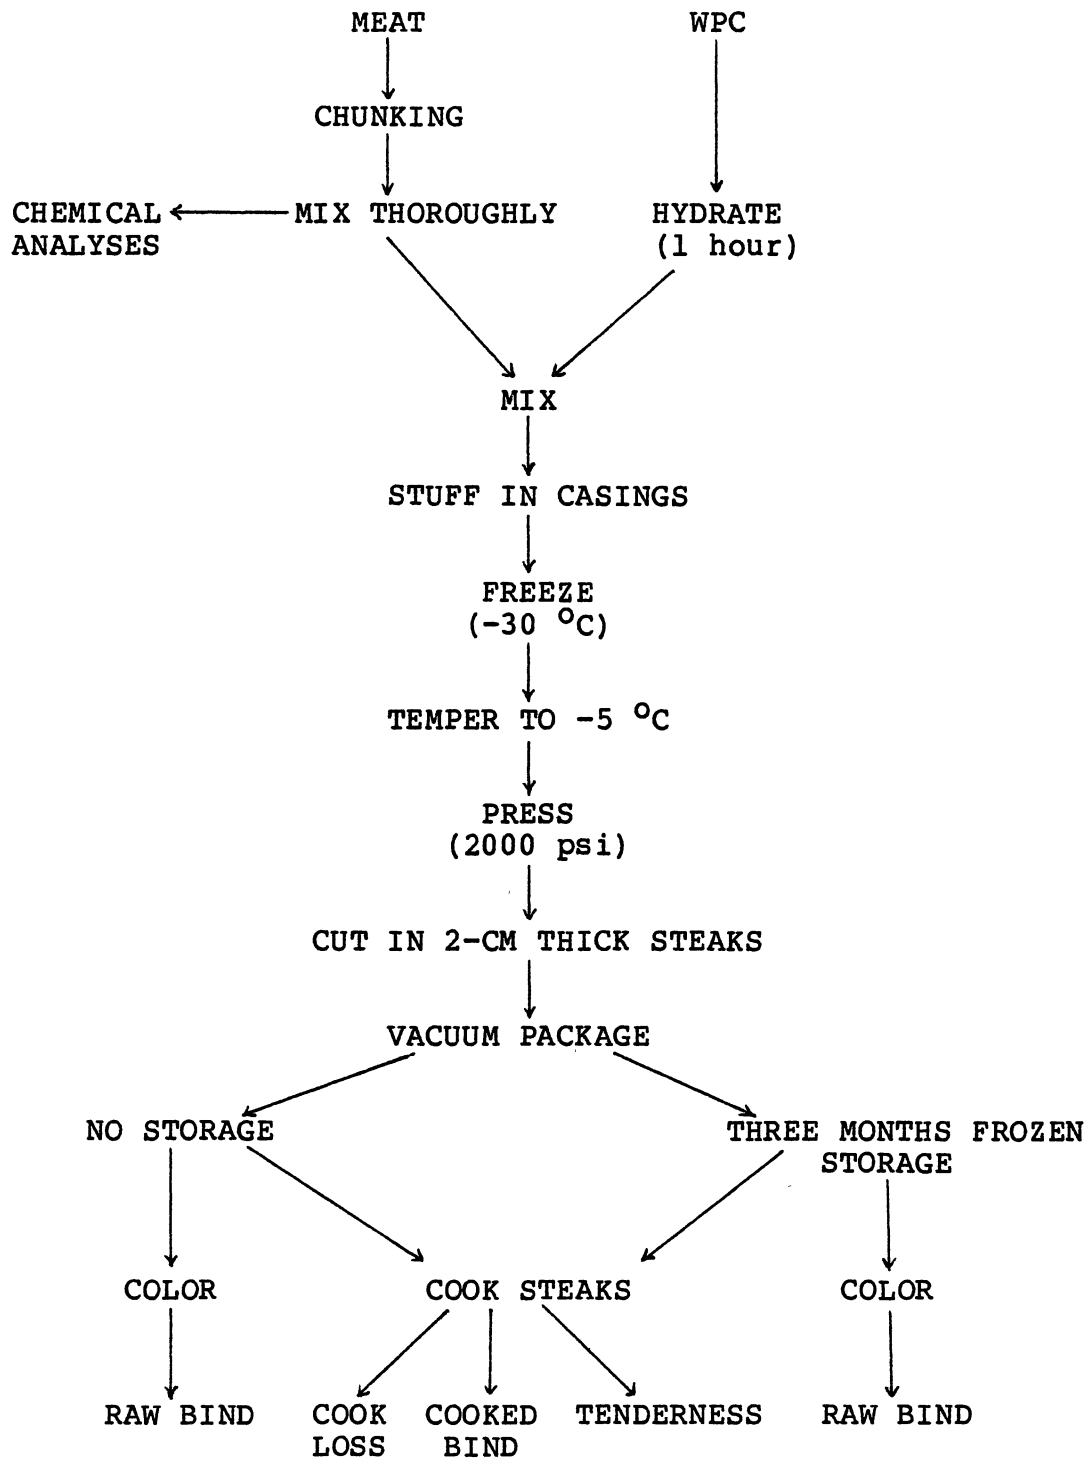 MEAT
WPC
CHUNKING
CHEMICAL
ANALYSES
MIX THOROUGHLY
HYDRATE
(1 hour)
MIX
STUFF IN CASINGS
FREEZE
(-30 °C)
TEMPER TO -5 °C
PRESS
(2000 psi)
CUT IN 2-CM THICK STEAKS
VACUUM PACKAGE
NO STORAGE
THREE MONTHS FROZEN
STORAGE
COLOR
COOK STEAKS
COLOR
RAW BIND
COOK
LOSS
COOKED
BIND
TENDERNESS
RAW BIND